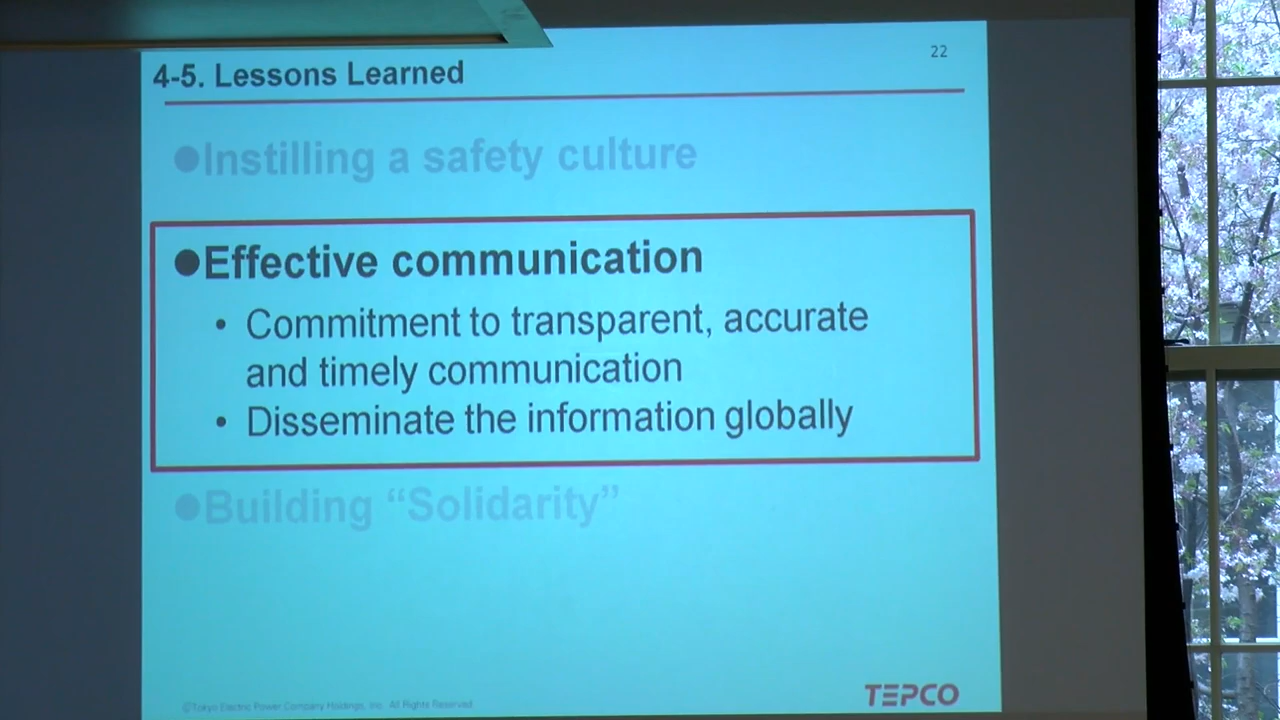 22
4-5. Lessons Learned
●Instilling a safety culture
●Effective communication
• Commitment to transparent, accurate
and timely communication
• Disseminate the information globally
●Building “Solidarity”
©Tokyo Electric Power Company Holdings, Inc. All Rights Reserved.
TEPCO